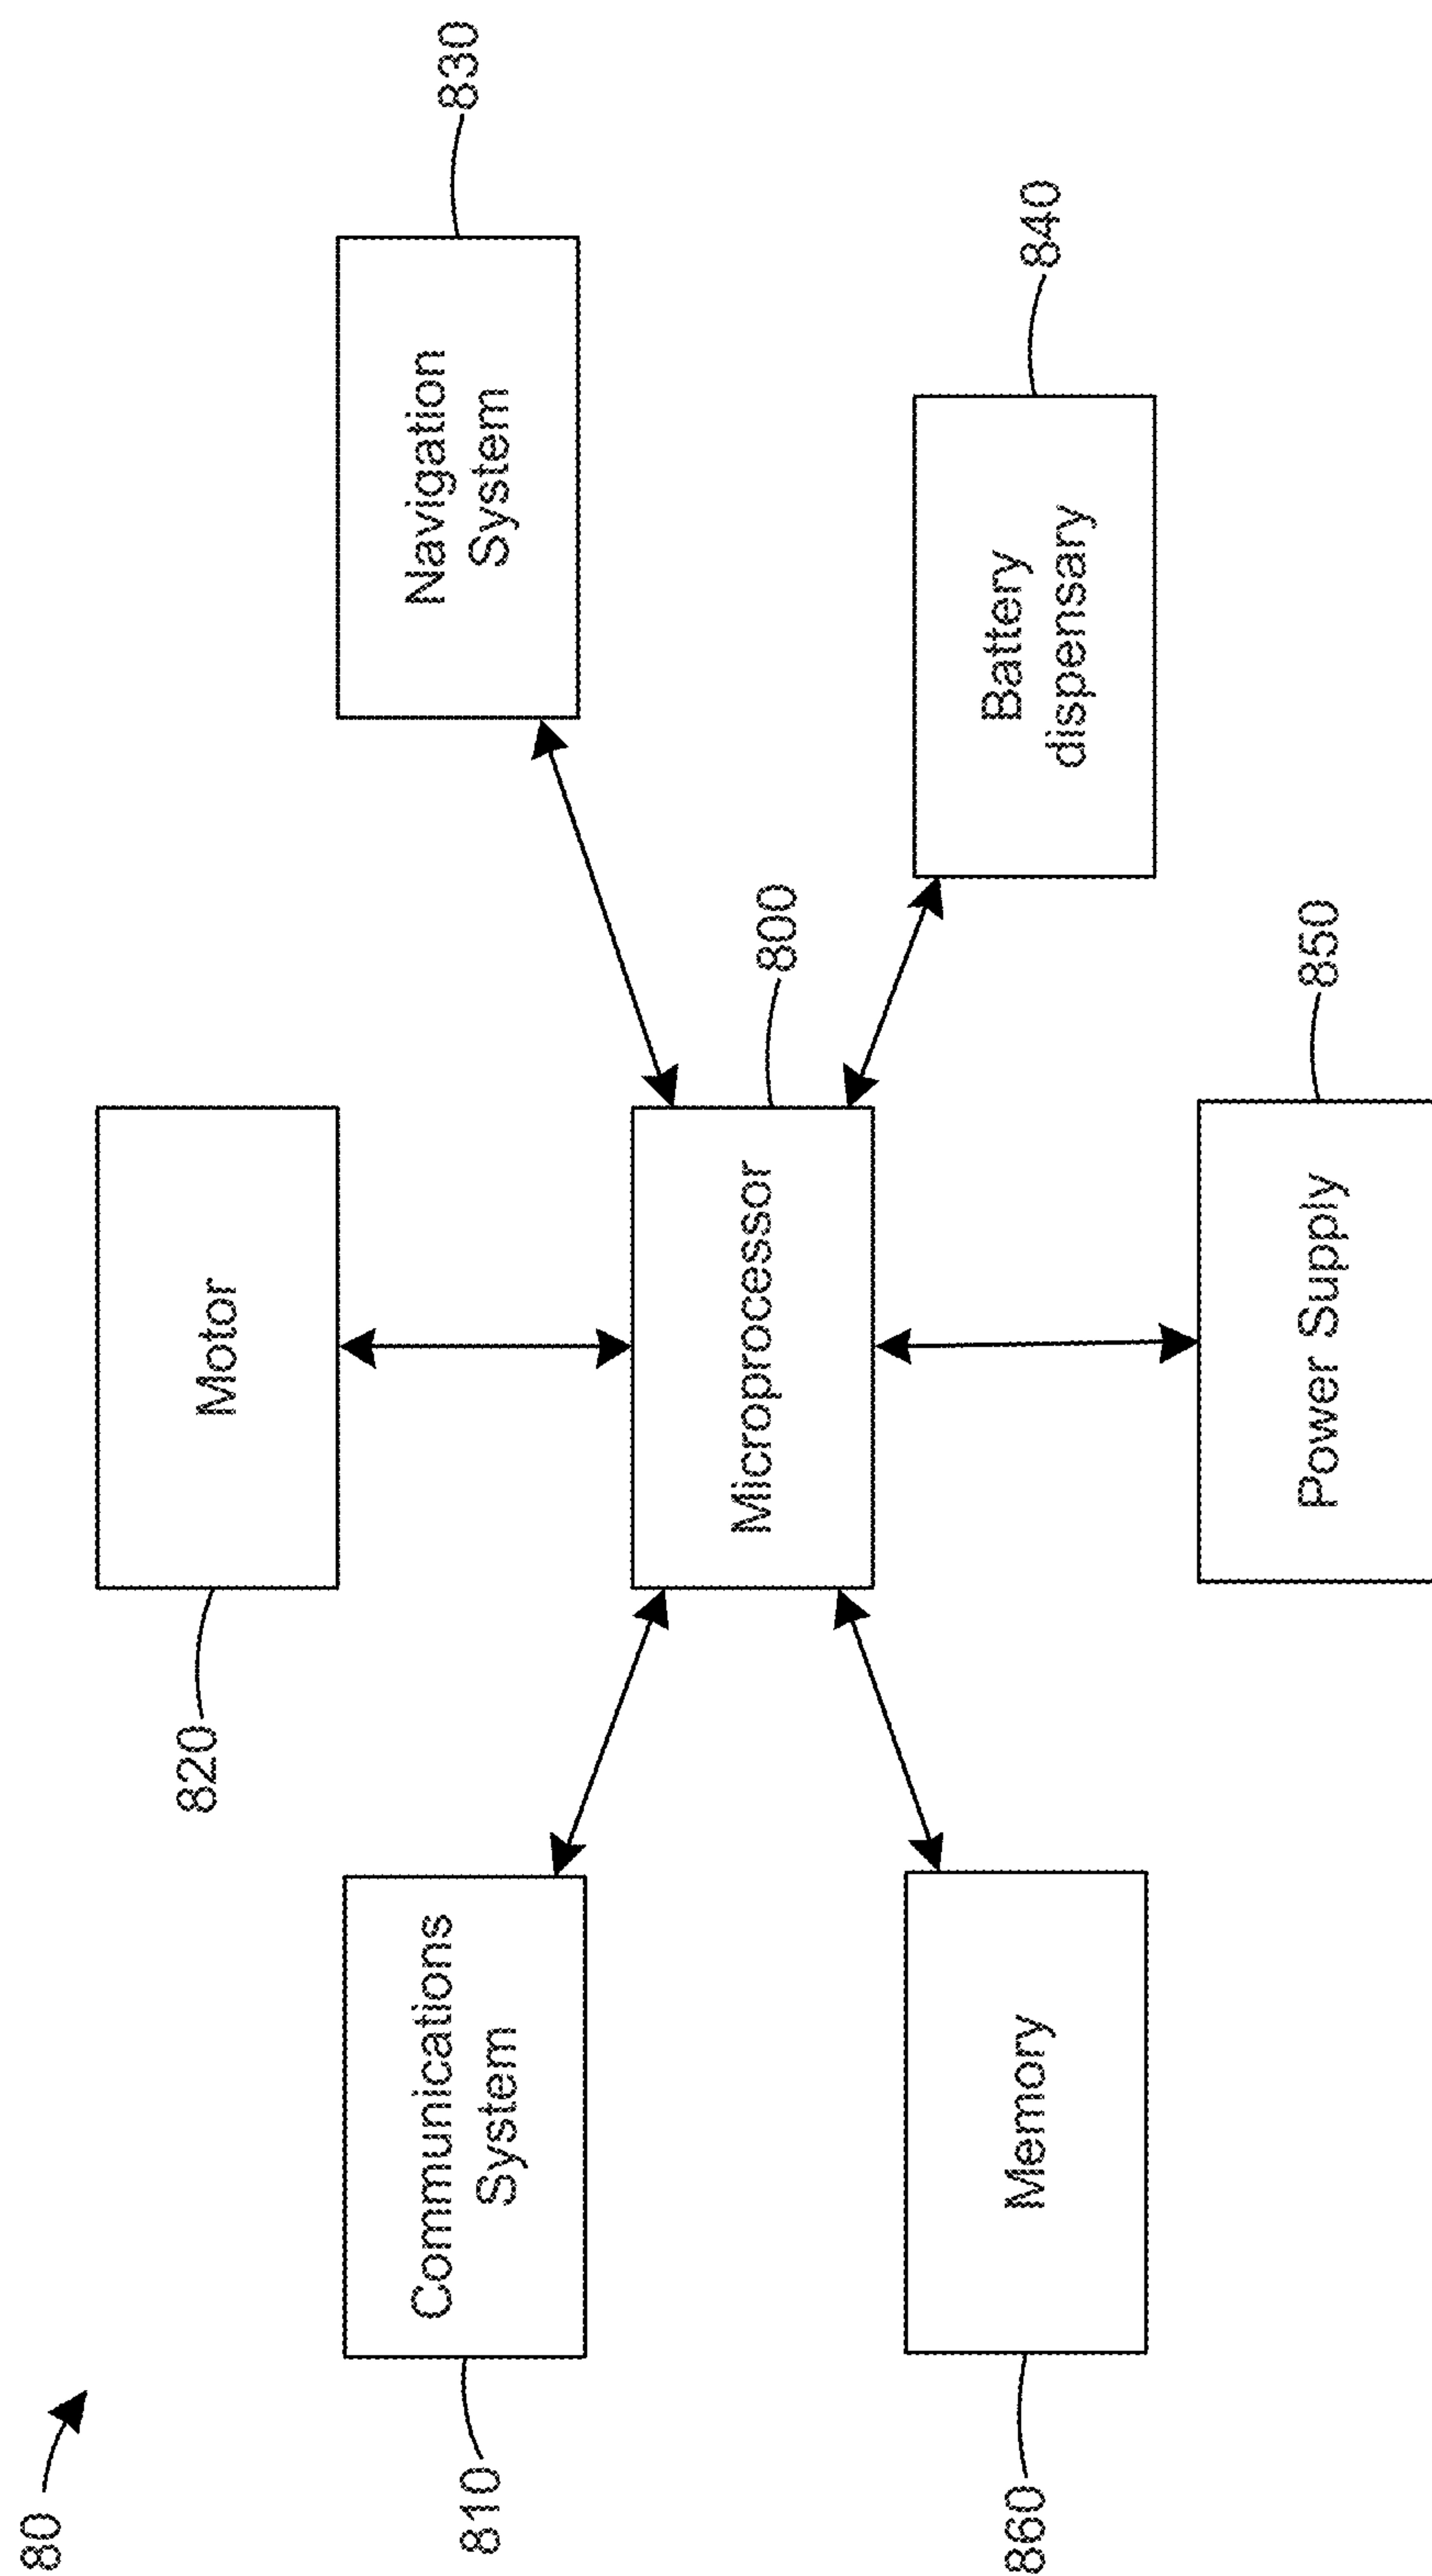 80
820
Motor
810
Communications
System
Navigation
System
830
Microprocessor
800
860
Memory
Battery
dispensary
840
Power Supply
850